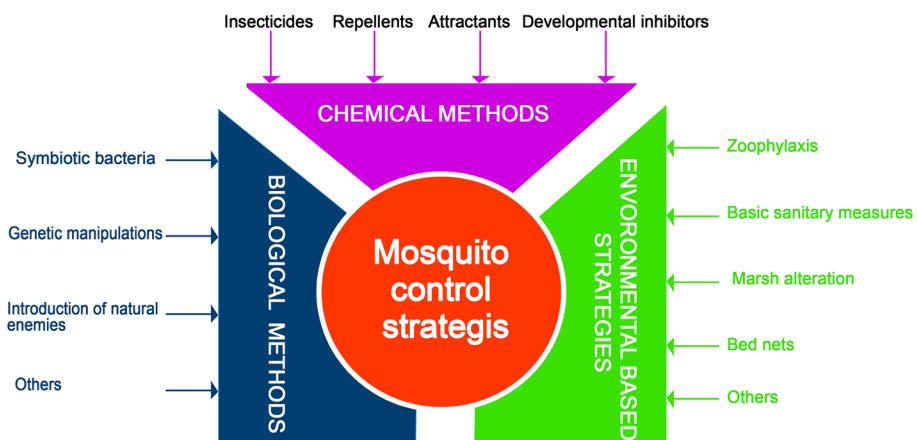 Insecticides Repellents Attractants Developmental inhibitors
CHEMICAL METHODS
Symbiotic bacteria
Genetic manipulations
Introduction of natural
enemies
Others
BIOLOGICAL METHODS
Mosquito
control
strategis
ENVORONMENTAL BASED
STRATEGIES
Zoophylaxis
Basic sanitary measures
Marsh alteration
Bed nets
Others